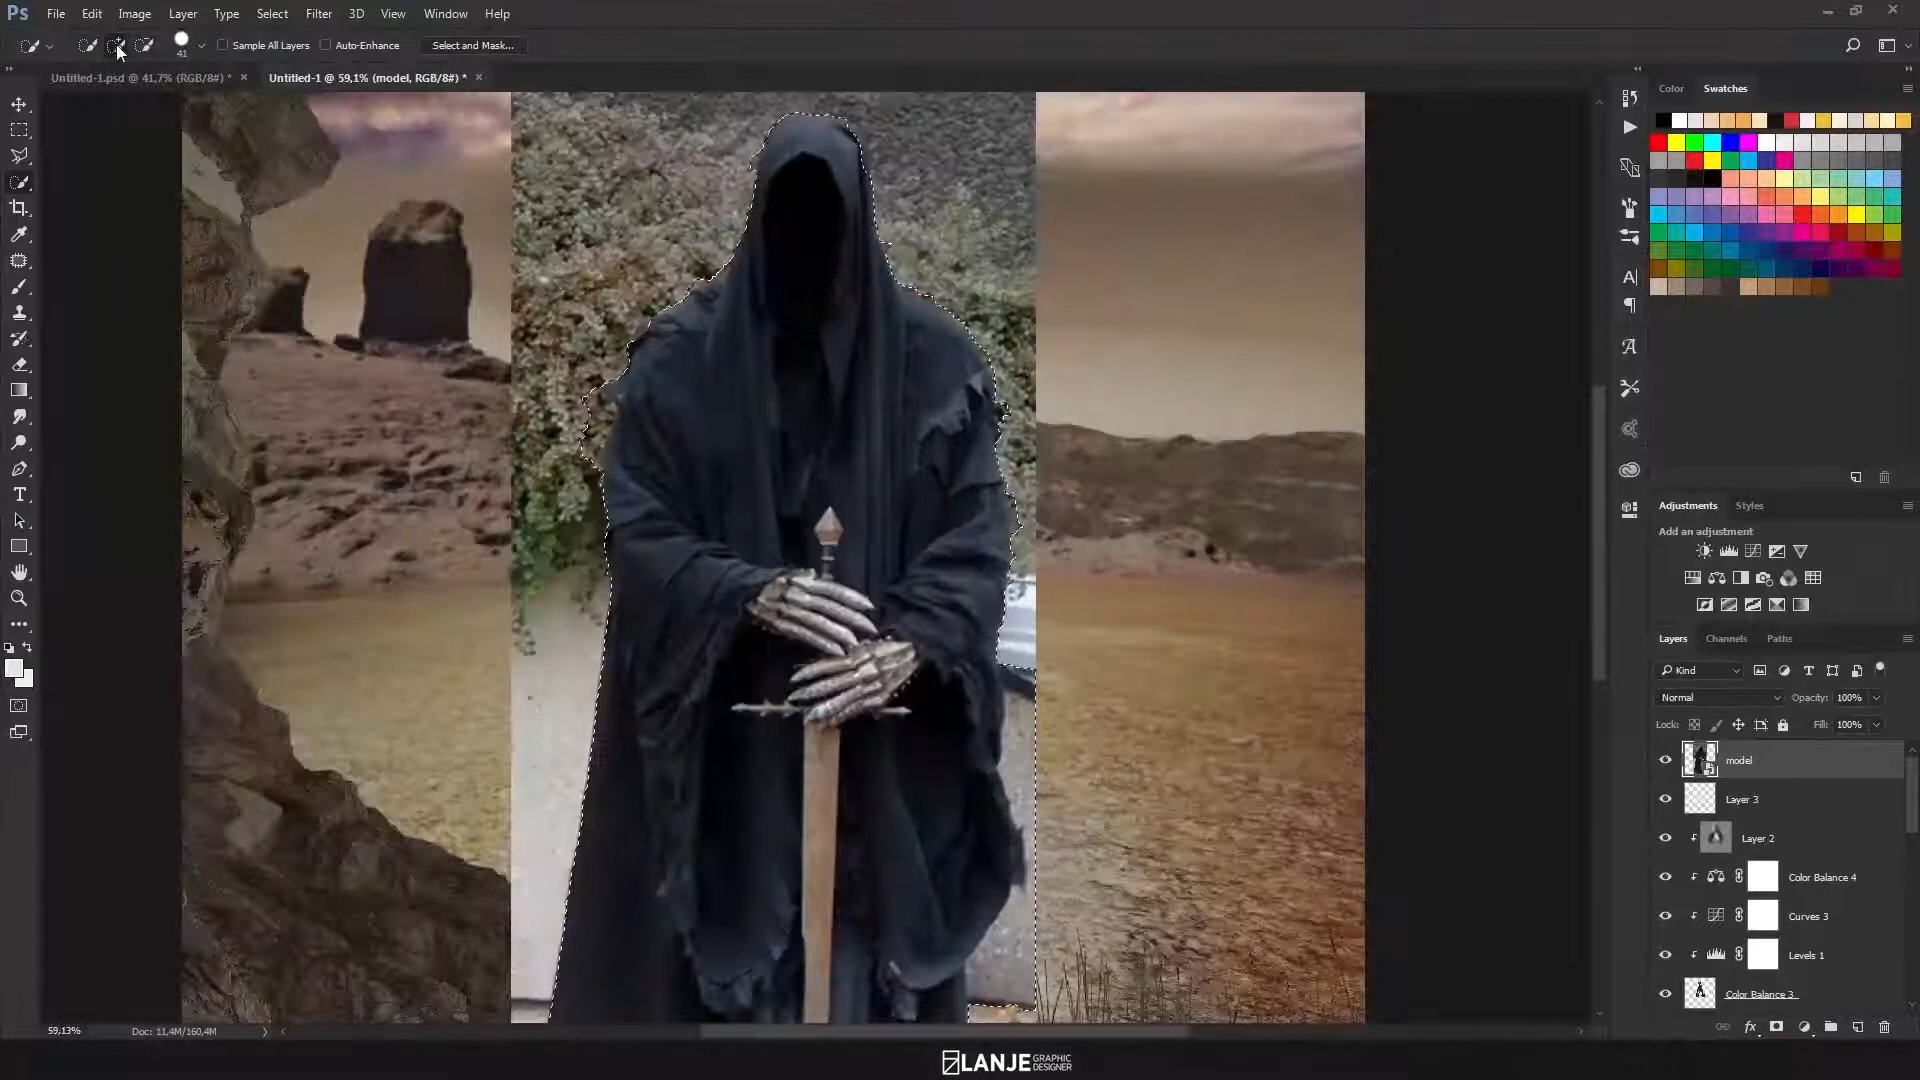 Ps File Edit Image Layer Type Select Filter 3D View Window Help
41 Sample All Layers Auto-Enhance Select and Mask...
Untitled-1.psd @ 41,7% (RGB/8#) * × Untitled-1 @ 59,1% (model, RGB/8#) * ×
Color Swatches
Adjustments Styles
Add an adjustment
Layers Channels Paths
Kind
Normal Opacity: 100%
Lock: Fill: 100%
model
Layer 3
Layer 2
Color Balance 4
Curves 3
Levels 1
Color Balance 3
59,13% Doc: 11,4M/160,4M
LANJE GRAPHIC
DESIGNER